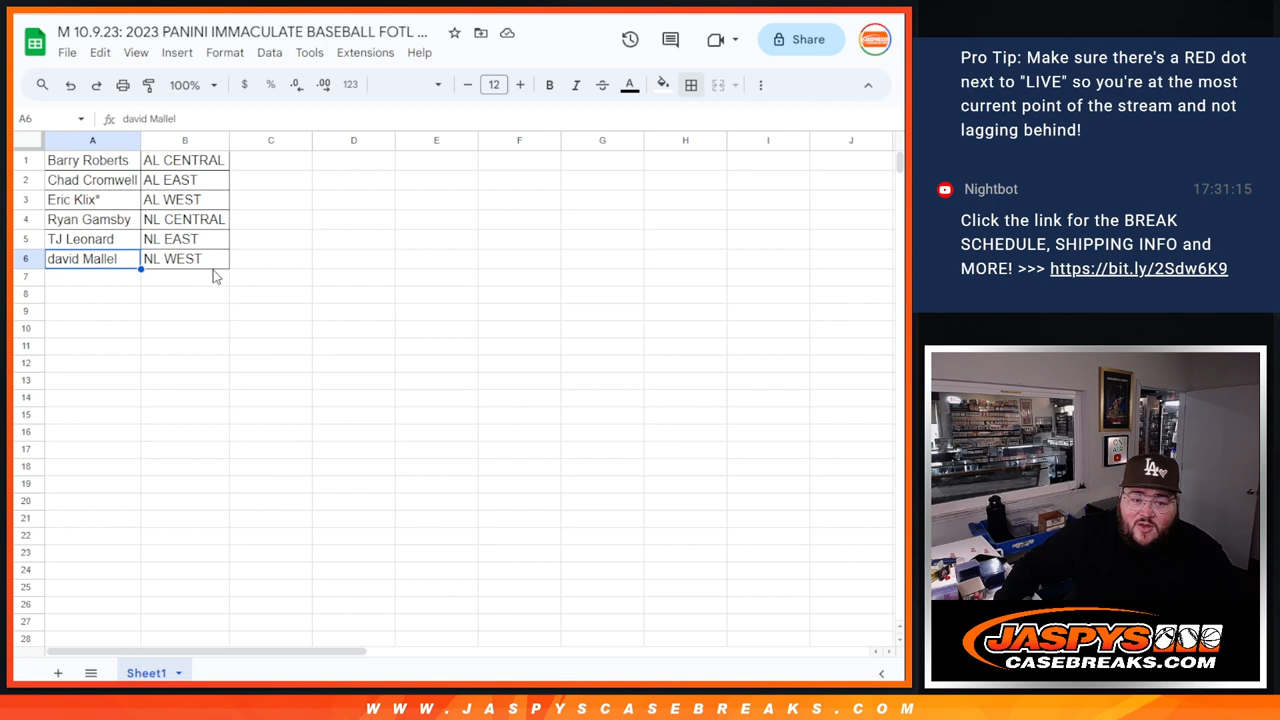 M 10.9.23: 2023 PANINI IMMACULATE BASEBALL FOTL ...
File Edit View Insert Format Data Tools Extensions Help
Share
100% $ % .0 .00 123 12 B I A
A6 fx david Mallel
A B C D E F G H I J
1 Barry Roberts AL CENTRAL
2 Chad Cromwell AL EAST
3 Eric Klix* AL WEST
4 Ryan Gamsby NL CENTRAL
5 TJ Leonard NL EAST
6 david Mallel NL WEST
7
8
9
10
11
12
13
14
15
16
17
18
19
20
21
22
23
24
25
26
27
28
Sheet1
Pro Tip: Make sure there's a RED dot
next to "LIVE" so you're at the most
current point of the stream and not
lagging behind!
Nightbot 17:31:15
Click the link for the BREAK
SCHEDULE, SHIPPING INFO and
MORE! >>> https://bit.ly/2Sdw6K9
ON
AIR
LA
JASPYS
CASEBREAKS.COM
WWW.JASPYSCASEBREAKS.COM